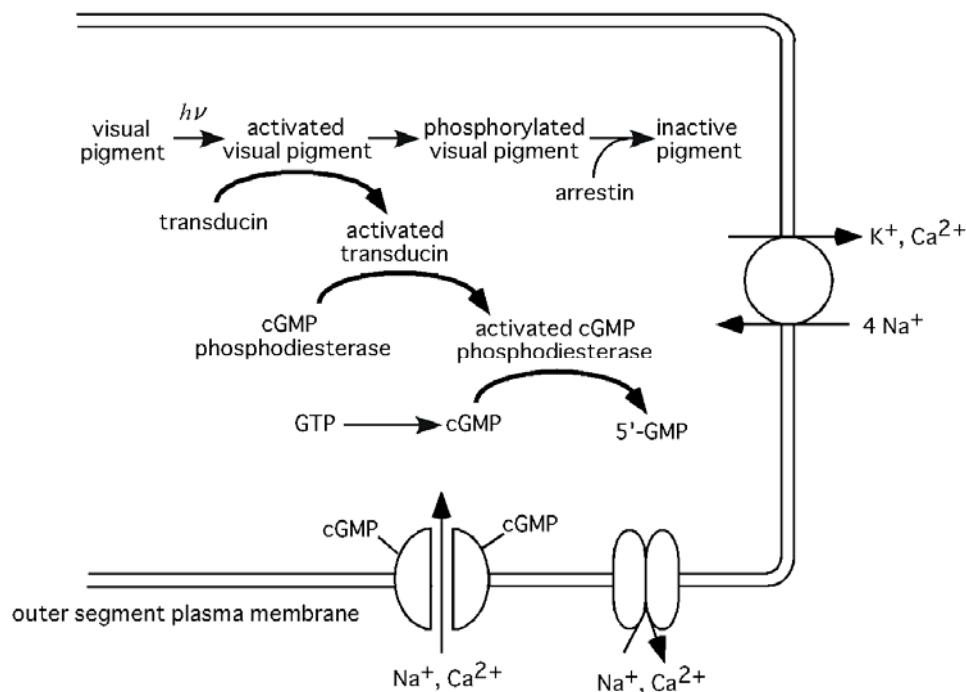 visual
pigment
hν
activated
visual pigment
phosphorylated
visual pigment
inactive
pigment
arrestin
transducin
activated
transducin
K⁺, Ca²⁺
4 Na⁺
cGMP
phosphodiesterase
activated cGMP
phosphodiesterase
GTP
cGMP
5'-GMP
cGMP
cGMP
outer segment plasma membrane
Na⁺, Ca²⁺
Na⁺, Ca²⁺